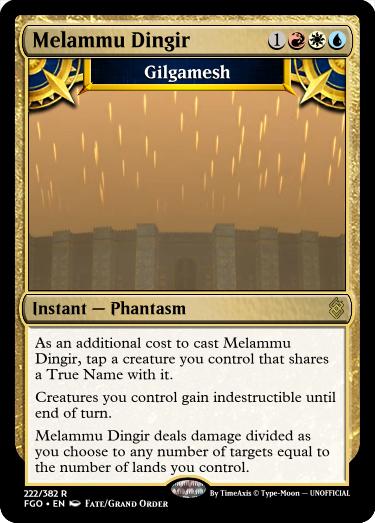 Melammu Dingir 1
Gilgamesh
Instant — Phantasm
As an additional cost to cast Melammu
Dingir, tap a creature you control that shares
a True Name with it.
Creatures you control gain indestructible until
end of turn.
Melammu Dingir deals damage divided as
you choose to any number of targets equal to
the number of lands you control.
222/382 R
FGO • EN Fate/Grand Order
By TimeAxis © Type-Moon — UNOFFICIAL